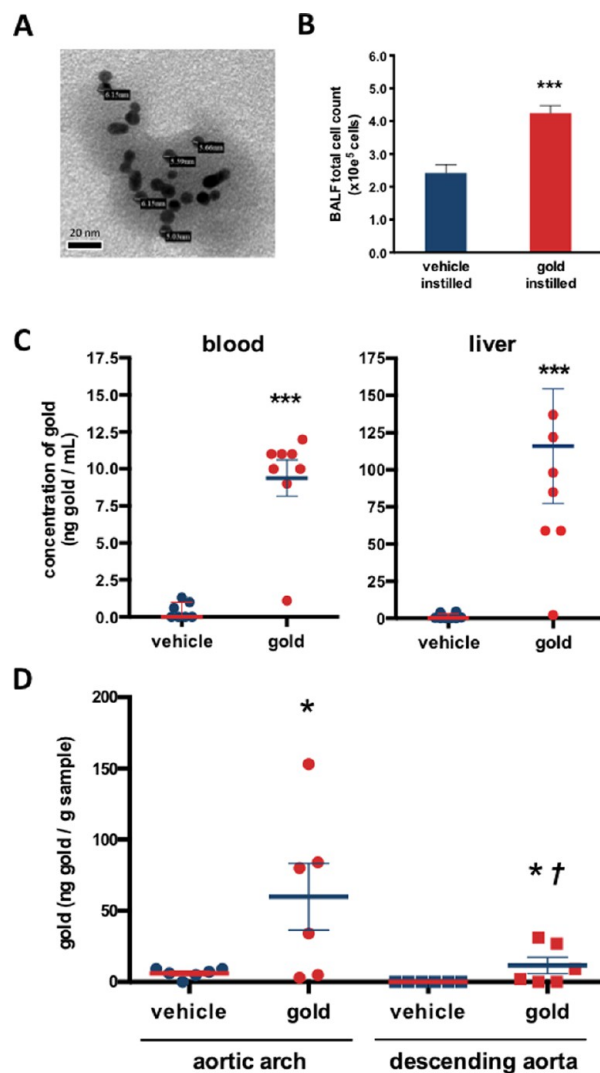 A
6.15nm
5.66nm
5.39nm
6.15nm
5.03nm
20 nm
B
BALF total cell count
(x10e⁵ cells)
6.0
5.0
4.0
3.0
2.0
1.0
0.0
***
vehicle
instilled
gold
instilled
C
blood
concentration of gold
(ng gold / mL)
17.5
15.0
12.5
10.0
7.5
5.0
2.5
0.0
***
vehicle
gold
liver
175
150
125
100
75
50
25
0
***
vehicle
gold
D
gold (ng gold / g sample)
200
150
100
50
0
*
* †
vehicle
gold
vehicle
gold
aortic arch
descending aorta